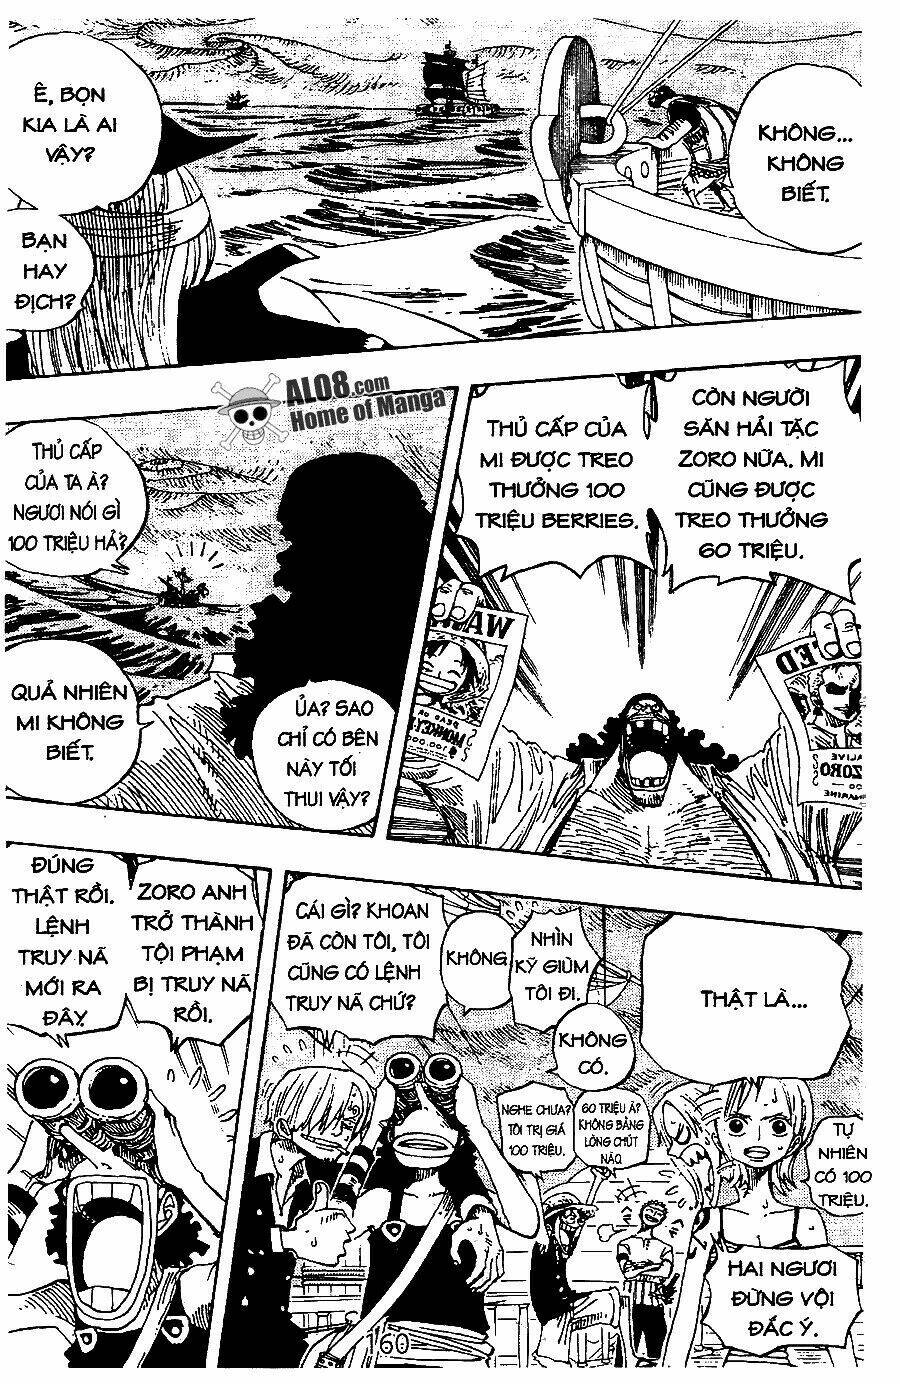 Ê, BỌN
KIA LÀ AI
VẬY?
BẠN
HAY
ĐỊCH?
KHÔNG...
KHÔNG
BIẾT.
ALO8.com
Home of Manga
THỦ CẤP
CỦA TA À?
NGƯƠI NÓI GÌ
100 TRIỆU HẢ?
QUẢ NHIÊN
MI KHÔNG
BIẾT.
ỦA? SAO
CHỈ CÓ BÊN
NÀY TỐI
THUI VẬY?
THỦ CẤP CỦA
MI ĐƯỢC TREO
THƯỞNG 100
TRIỆU BERRIES.
CÒN NGƯỜI
SĂN HẢI TẶC
ZORO NỮA. MI
CŨNG ĐƯỢC
TREO THƯỞNG
60 TRIỆU.
ĐÚNG
THẬT RỒI.
LỆNH
TRUY NÃ
MỚI RA
ĐÂY.
ZORO ANH
TRỞ THÀNH
TỘI PHẠM
BỊ TRUY NÃ
RỒI.
CÁI GÌ? KHOAN
ĐÃ CÒN TÔI, TÔI
CŨNG CÓ LỆNH
TRUY NÃ CHỨ?
KHÔNG
NHÌN
KỸ GIÙM
TÔI ĐI.
KHÔNG
CÓ.
THẬT LÀ...
NGHE CHƯA?
TÔI TRỊ GIÁ
100 TRIỆU.
60 TRIỆU À?
KHÔNG BẰNG
LÒNG CHÚT
NÀO.
TỰ
NHIÊN
CÓ 100
TRIỆU.
HAI NGƯƠI
ĐỪNG VỘI
ĐẮC Ý.
160